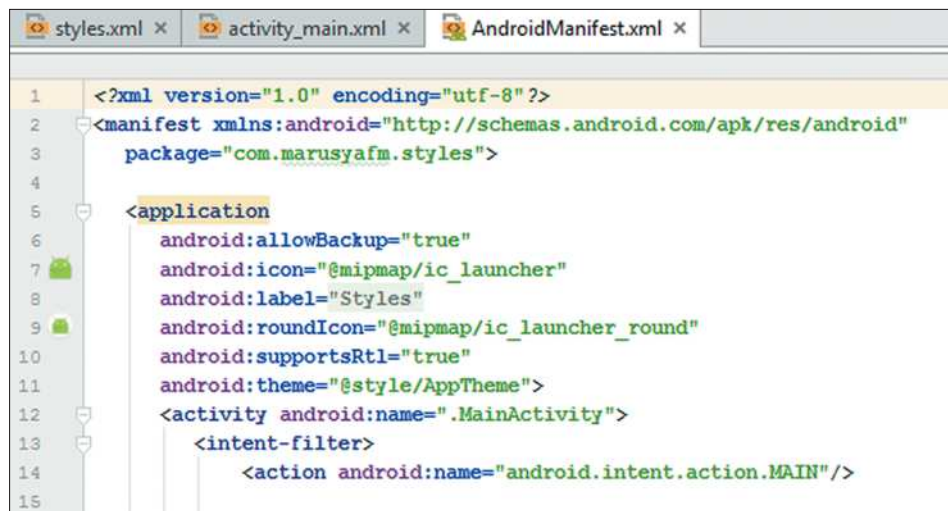 styles.xml × activity_main.xml × AndroidManifest.xml ×
1 <?xml version="1.0" encoding="utf-8"?>
2 <manifest xmlns:android="http://schemas.android.com/apk/res/android"
3 package="com.marusyafm.styles">
4
5 <application
6 android:allowBackup="true"
7 android:icon="@mipmap/ic_launcher"
8 android:label="Styles"
9 android:roundIcon="@mipmap/ic_launcher_round"
10 android:supportsRtl="true"
11 android:theme="@style/AppTheme">
12 <activity android:name=".MainActivity">
13 <intent-filter>
14 <action android:name="android.intent.action.MAIN"/>
15